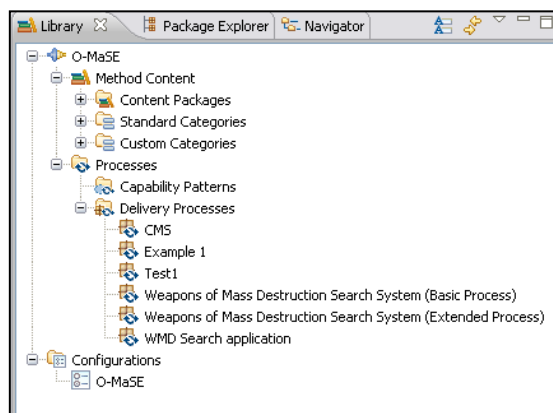 Library Package Explorer Navigator
O-MaSE
Method Content
Content Packages
Standard Categories
Custom Categories
Processes
Capability Patterns
Delivery Processes
CMS
Example 1
Test1
Weapons of Mass Destruction Search System (Basic Process)
Weapons of Mass Destruction Search System (Extended Process)
WMD Search application
Configurations
O-MaSE